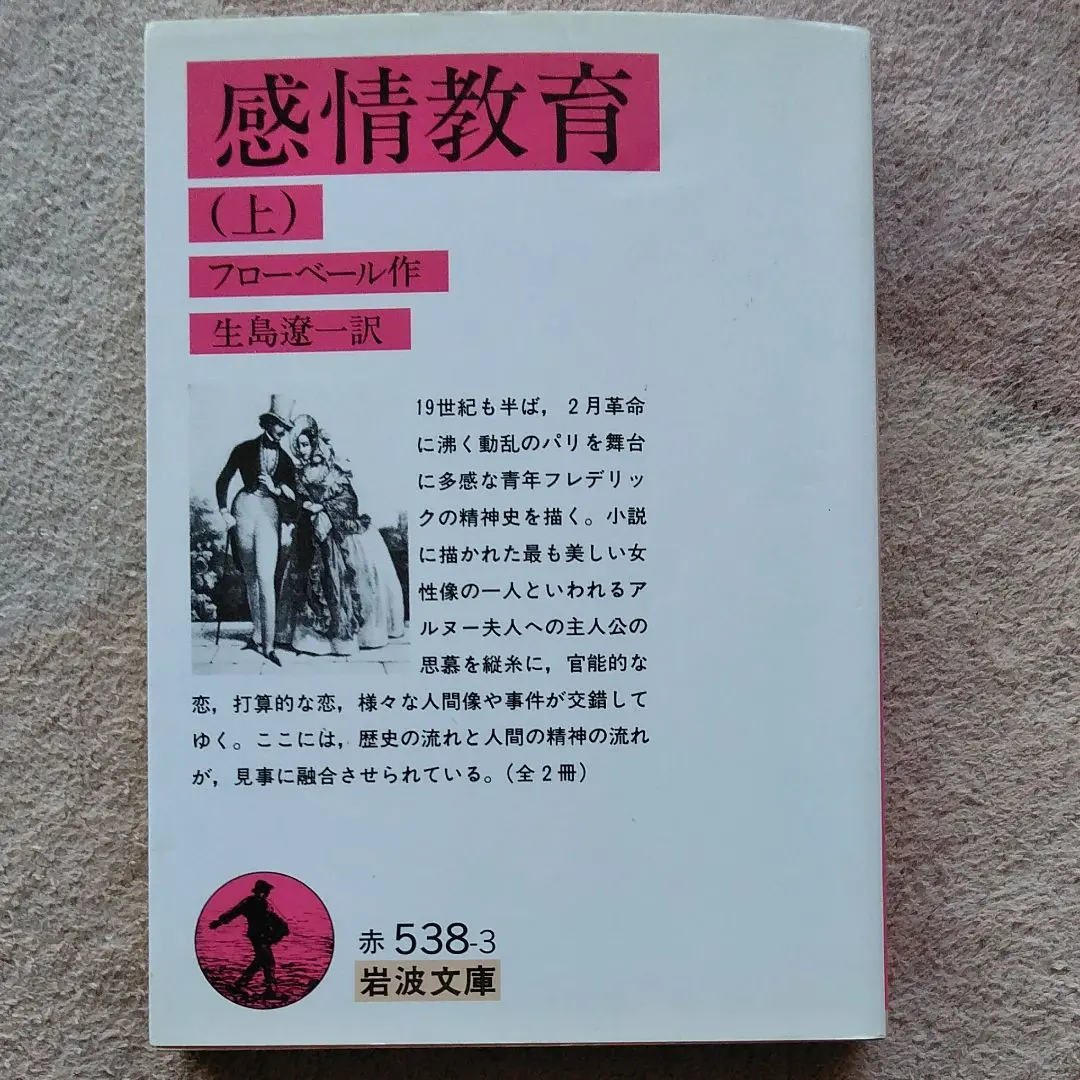 感情教育
(上)
フローベール作
生島遼一訳
19世紀も半ば，2月革命
に沸く動乱のパリを舞台
に多感な青年フレデリッ
クの精神史を描く。小説
に描かれた最も美しい女
性像の一人といわれるア
ルヌー夫人への主人公の
思慕を縦糸に，官能的な
恋，打算的な恋，様々な人間像や事件が交錯して
ゆく。ここには，歴史の流れと人間の精神の流れ
が，見事に融合させられている。(全2冊)
赤 538-3
岩波文庫